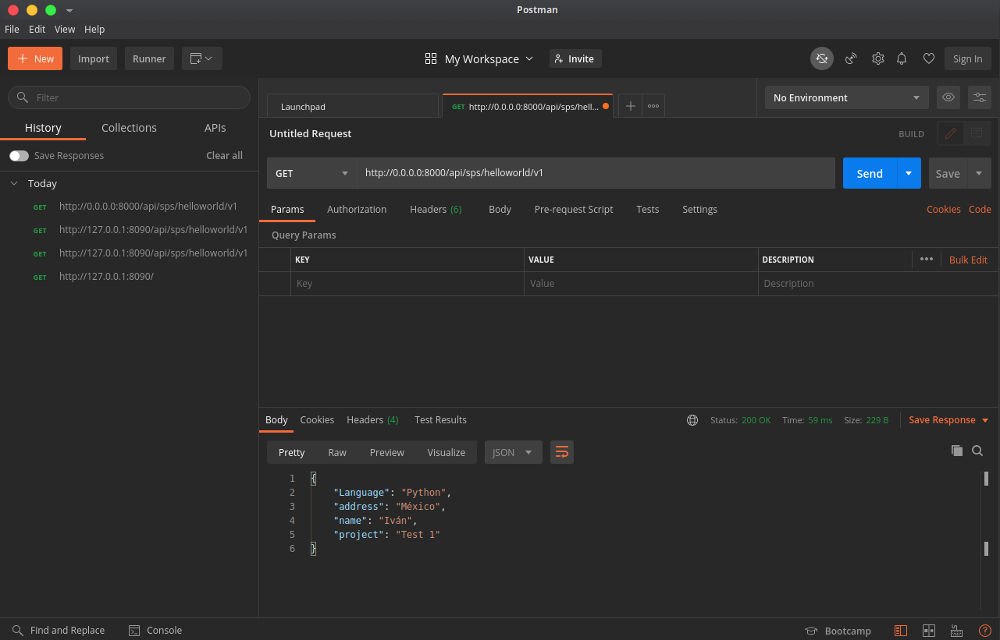 Postman
File Edit View Help
New Import Runner My Workspace Invite Sign In
Filter
History Collections APIs
Save Responses Clear all
Today
GET http://0.0.0.0:8000/api/sps/helloworld/v1
GET http://127.0.0.1:8090/api/sps/helloworld/v1
GET http://127.0.0.1:8090/api/sps/helloworld/v1
GET http://127.0.0.1:8090/
Launchpad GET http://0.0.0.0:8000/api/sps/hell... No Environment
Untitled Request BUILD
GET http://0.0.0.0:8000/api/sps/helloworld/v1 Send Save
Params Authorization Headers (6) Body Pre-request Script Tests Settings Cookies Code
Query Params
KEY VALUE DESCRIPTION ••• Bulk Edit
Key Value Description
Body Cookies Headers (4) Test Results Status: 200 OK Time: 59 ms Size: 229 B Save Response
Pretty Raw Preview Visualize JSON
1 {
2 "Language": "Python",
3 "address": "México",
4 "name": "Iván",
5 "project": "Test 1"
6 }
Find and Replace Console Bootcamp